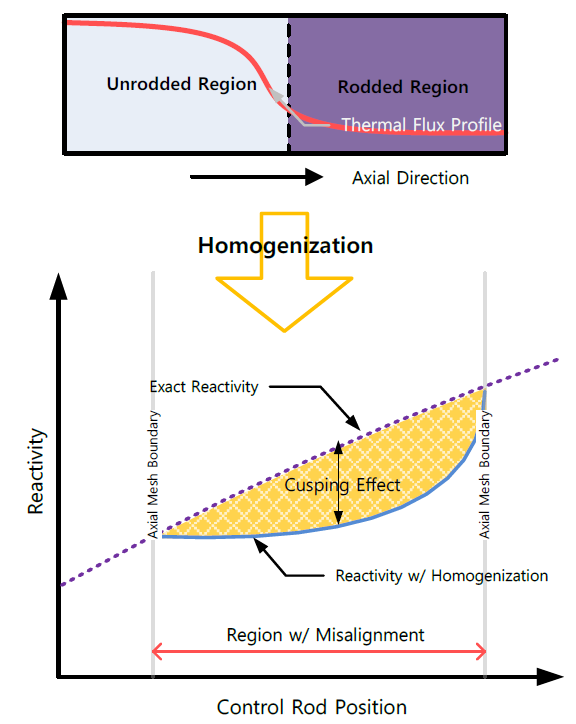 Unrodded Region
Rodded Region
Thermal Flux Profile
Axial Direction
Homogenization
Exact Reactivity
Axial Mesh Boundary
Axial Mesh Boundary
Reactivity
Cusping Effect
Reactivity w/ Homogenization
Region w/ Misalignment
Control Rod Position